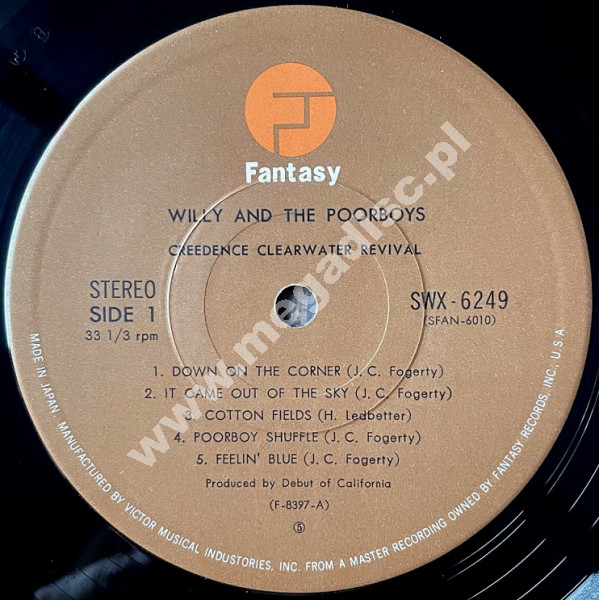 Fantasy
WILLY AND THE POORBOYS
CREEDENCE CLEARWATER REVIVAL
STEREO
SIDE 1
33 1/3 rpm
SWX-6249
(SFAN-6010)
1. DOWN ON THE CORNER (J. C. Fogerty)
2. IT CAME OUT OF THE SKY (J. C. Fogerty)
3. COTTON FIELDS (H. Ledbetter)
4. POORBOY SHUFFLE (J. C. Fogerty)
5. FEELIN' BLUE (J. C. Fogerty)
Produced by Debut of California
(F-8397-A)
⑤
MADE IN JAPAN. MANUFACTURED BY VICTOR MUSICAL INDUSTORIES, INC. FROM A MASTER RECORDING OWNED BY FANTASY RECORDS, INC., U.S.A.
www.megadisc.pl